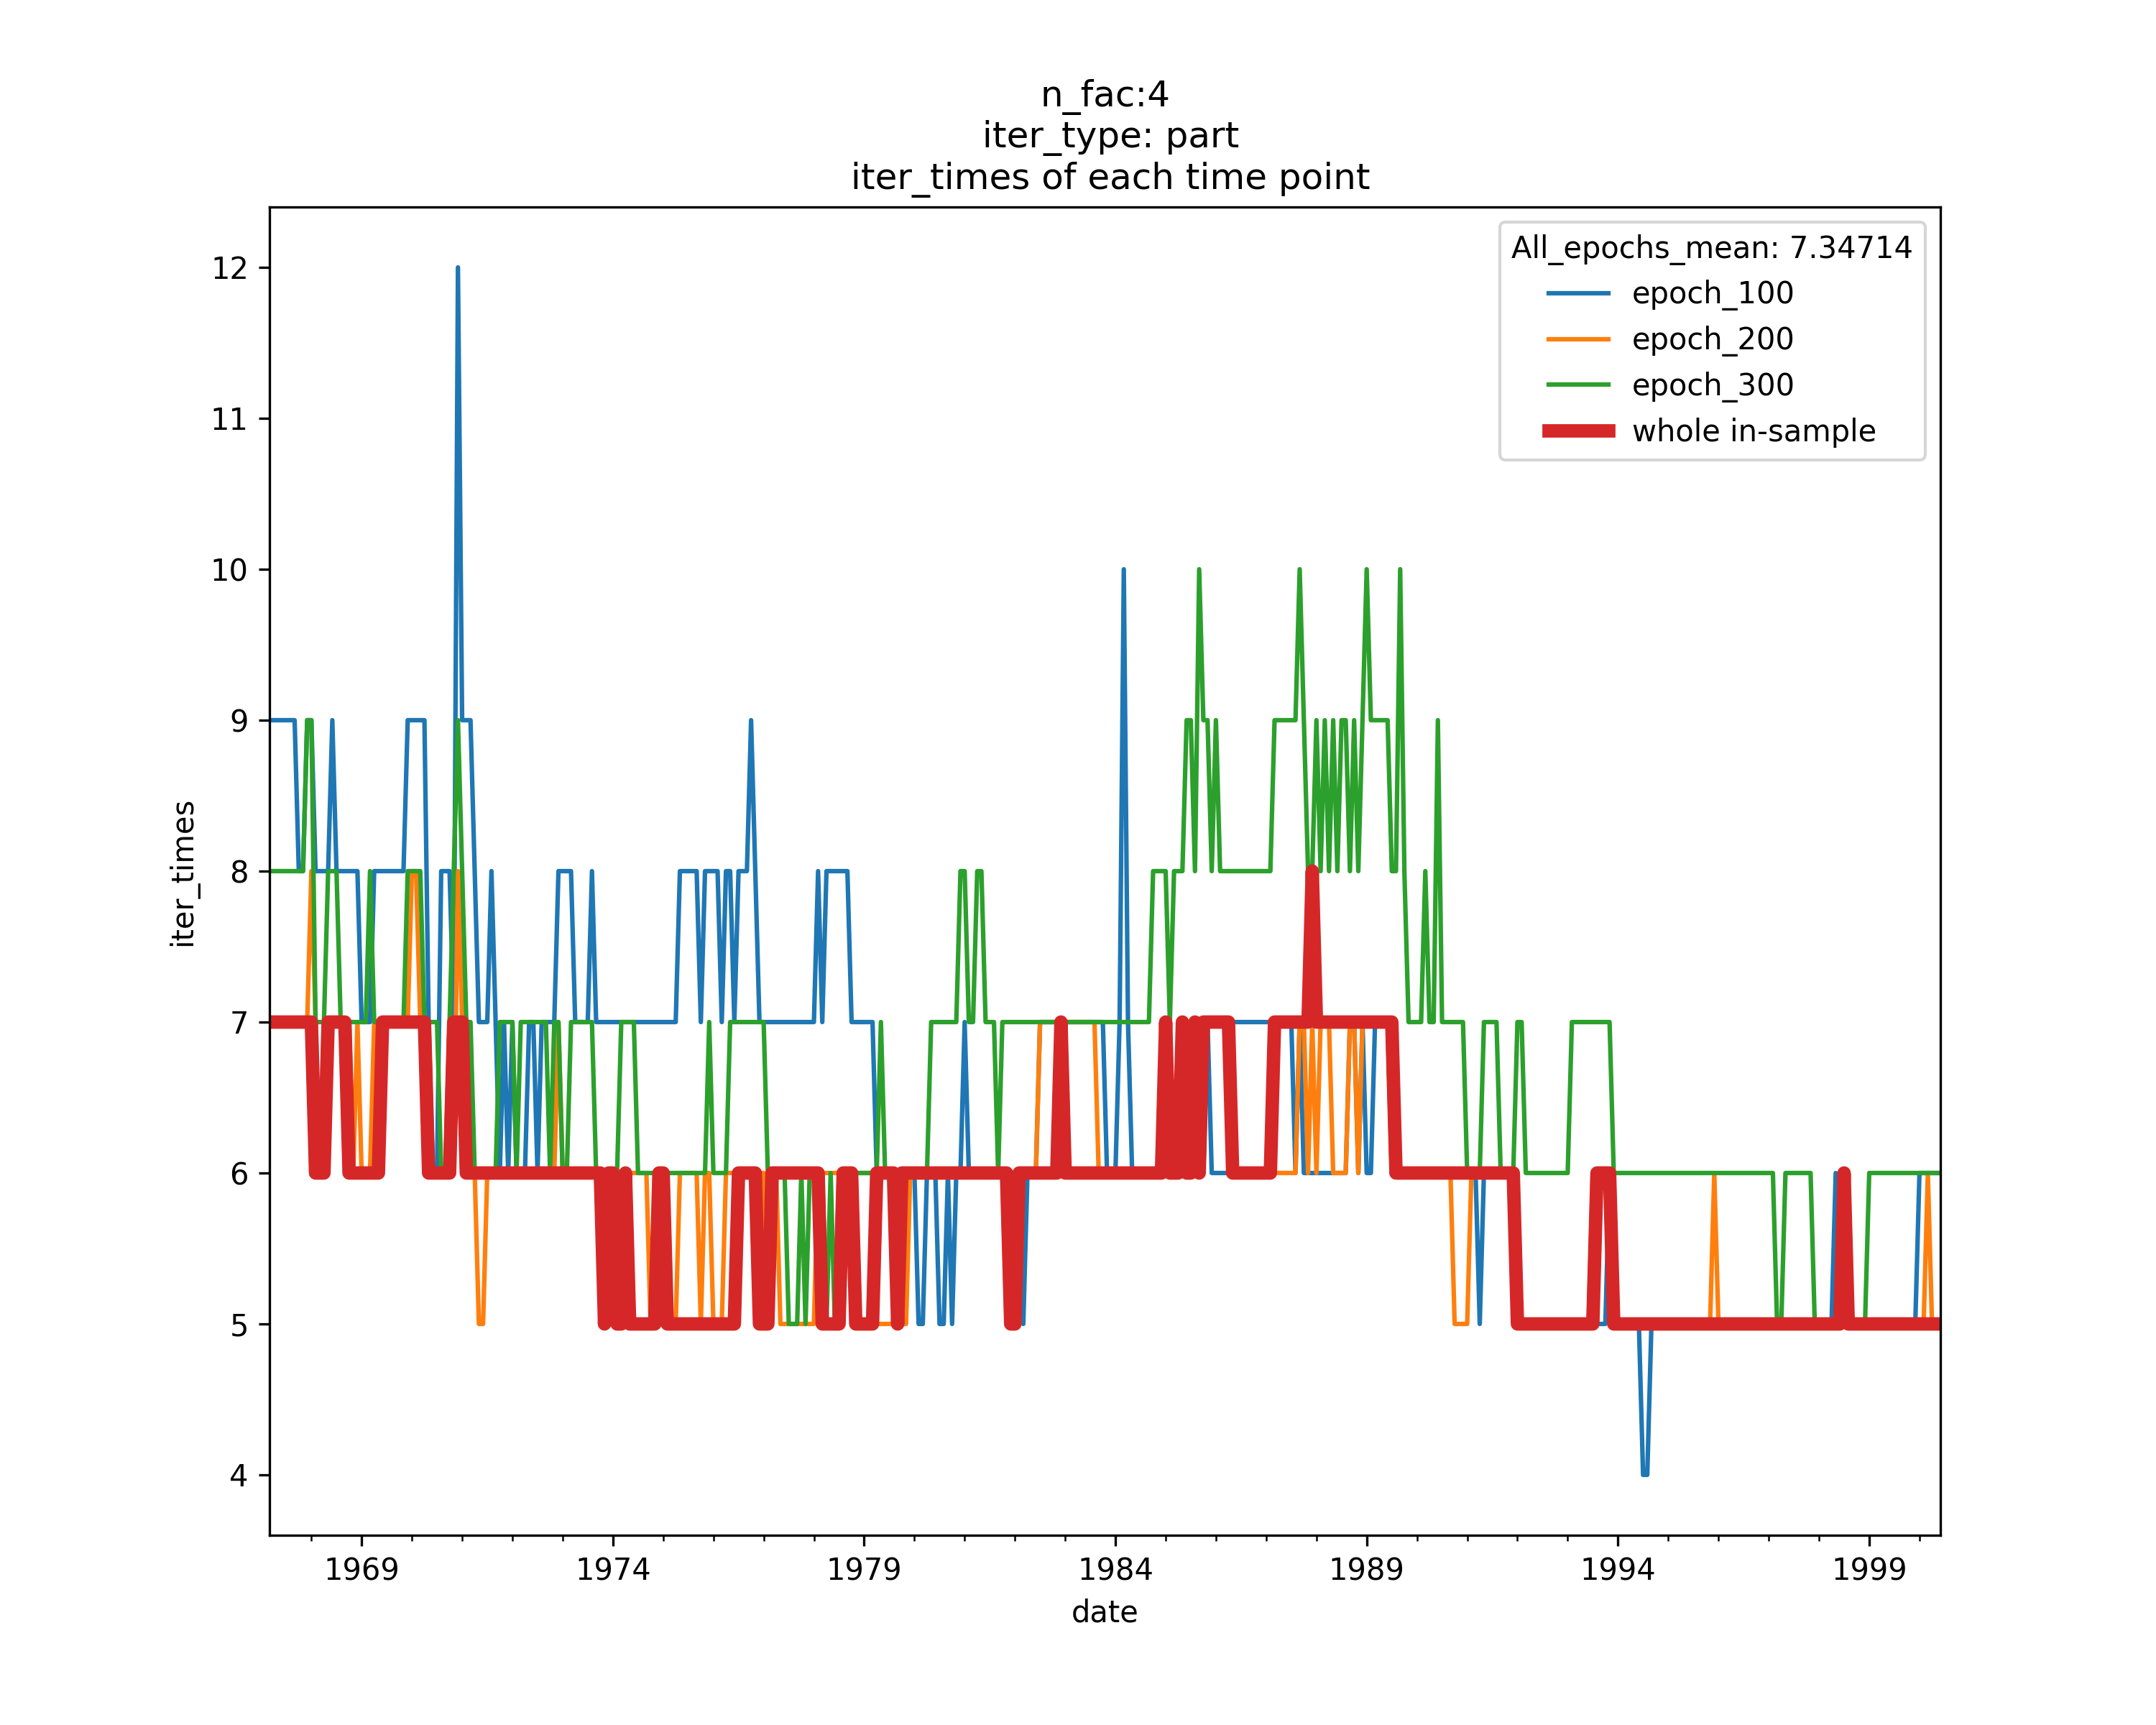 n_fac:4
iter_type: part
iter_times of each time point
All_epochs_mean: 7.34714
epoch_100
epoch_200
epoch_300
whole in-sample
12
11
10
9
8
7
6
5
4
iter_times
1969 1974 1979 1984 1989 1994 1999
date